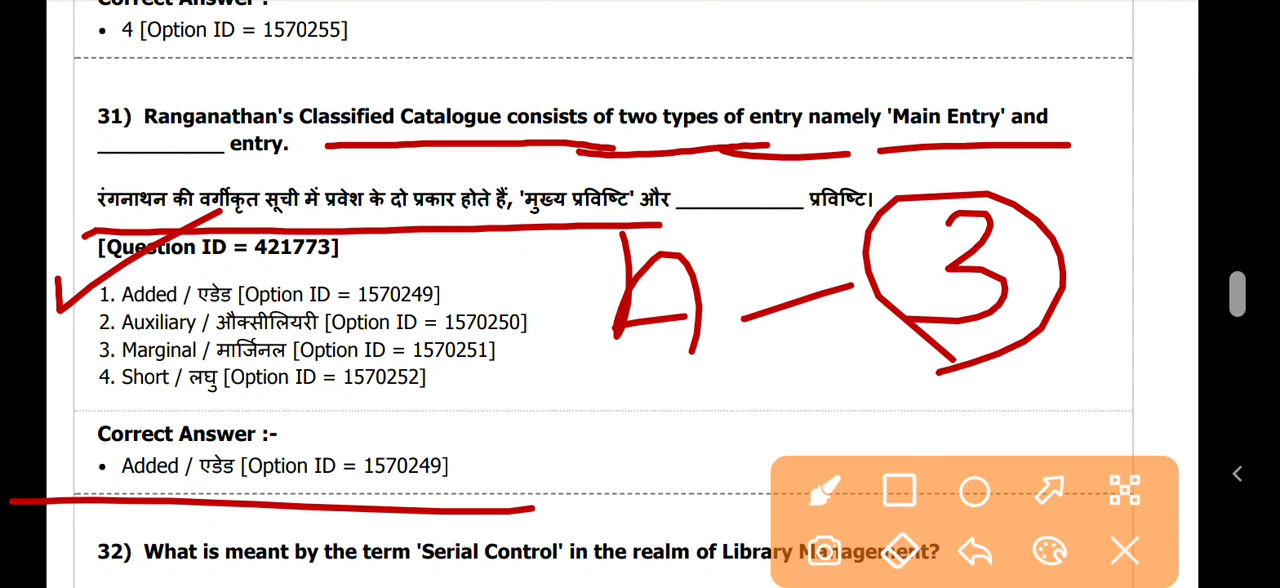 • 4 [Option ID = 1570255]
31) Ranganathan's Classified Catalogue consists of two types of entry namely 'Main Entry' and
___________ entry.
रंगनाथन की वर्गीकृत सूची में प्रवेश के दो प्रकार होते हैं, 'मुख्य प्रविष्टि' और ___________ प्रविष्टि।
[Question ID = 421773]
1. Added / एडेड [Option ID = 1570249]
2. Auxiliary / औक्सीलियरी [Option ID = 1570250]
3. Marginal / मार्जिनल [Option ID = 1570251]
4. Short / लघु [Option ID = 1570252]
Correct Answer :-
• Added / एडेड [Option ID = 1570249]
32) What is meant by the term 'Serial Control' in the realm of Library Management?